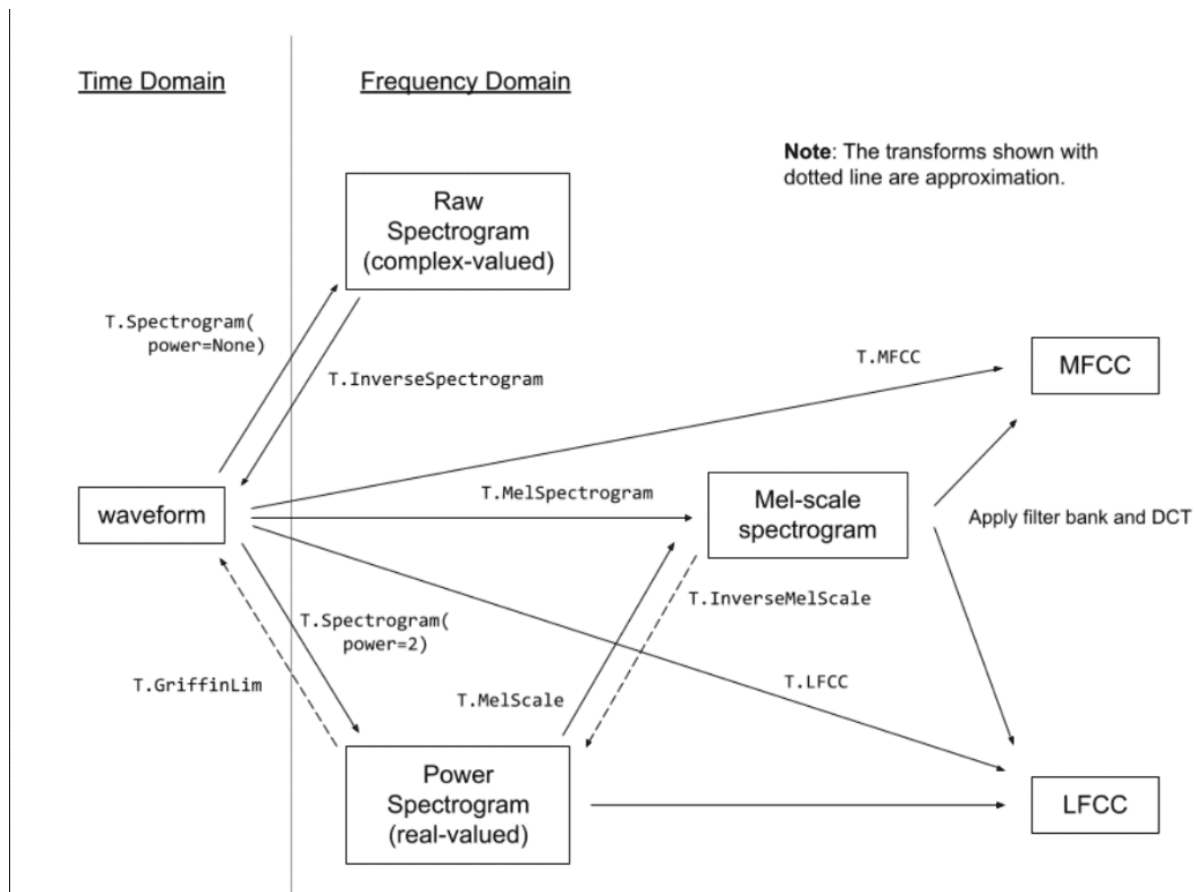 Time Domain
Frequency Domain
Note: The transforms shown with
dotted line are approximation.
Raw
Spectrogram
(complex-valued)
T.Spectrogram(
power=None)
T.InverseSpectrogram
T.MFCC
MFCC
waveform
T.MelSpectrogram
Mel-scale
spectrogram
Apply filter bank and DCT
T.InverseMelScale
T.Spectrogram(
power=2)
T.GriffinLim
T.MelScale
T.LFCC
Power
Spectrogram
(real-valued)
LFCC